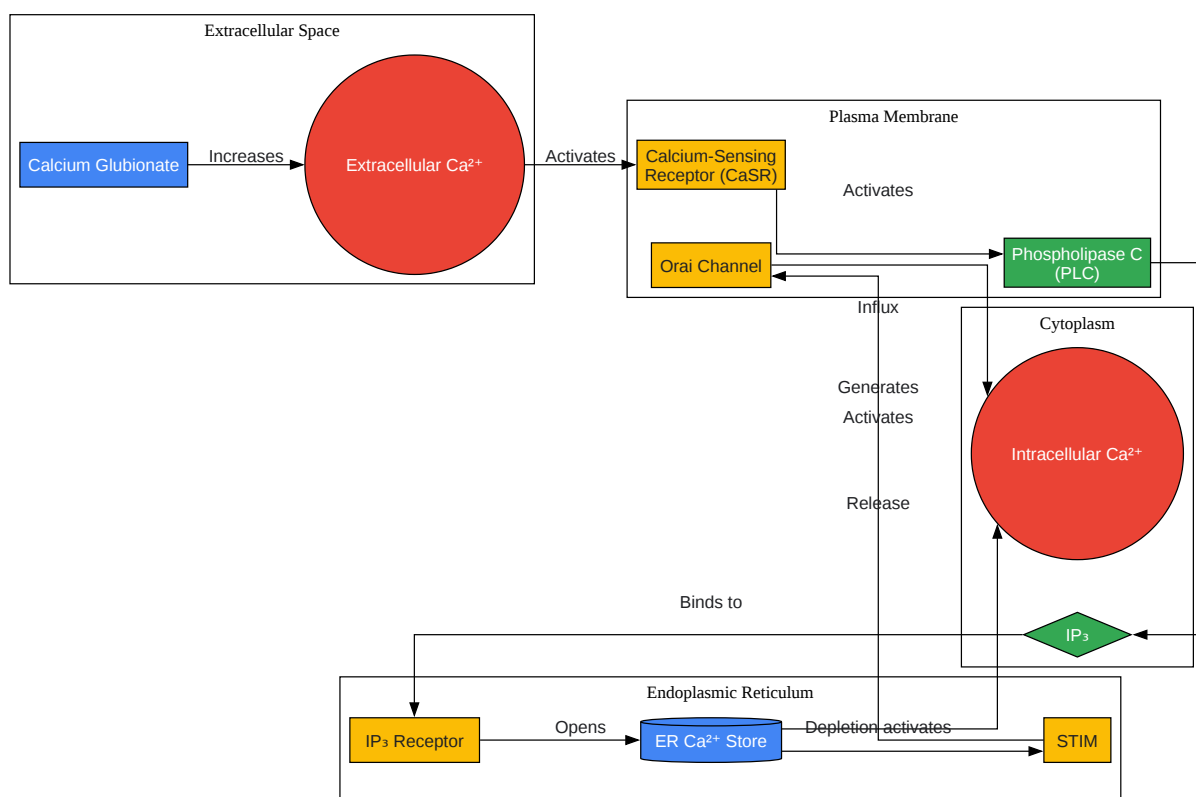 Extracellular Space
Calcium Glubionate
Increases
Extracellular Ca²⁺
Activates
Plasma Membrane
Calcium-Sensing
Receptor (CaSR)
Activates
Orai Channel
Phospholipase C
(PLC)
Influx
Cytoplasm
Generates
Activates
Intracellular Ca²⁺
Release
Binds to
IP₃
Endoplasmic Reticulum
IP₃ Receptor
Opens
ER Ca²⁺ Store
Depletion activates
STIM